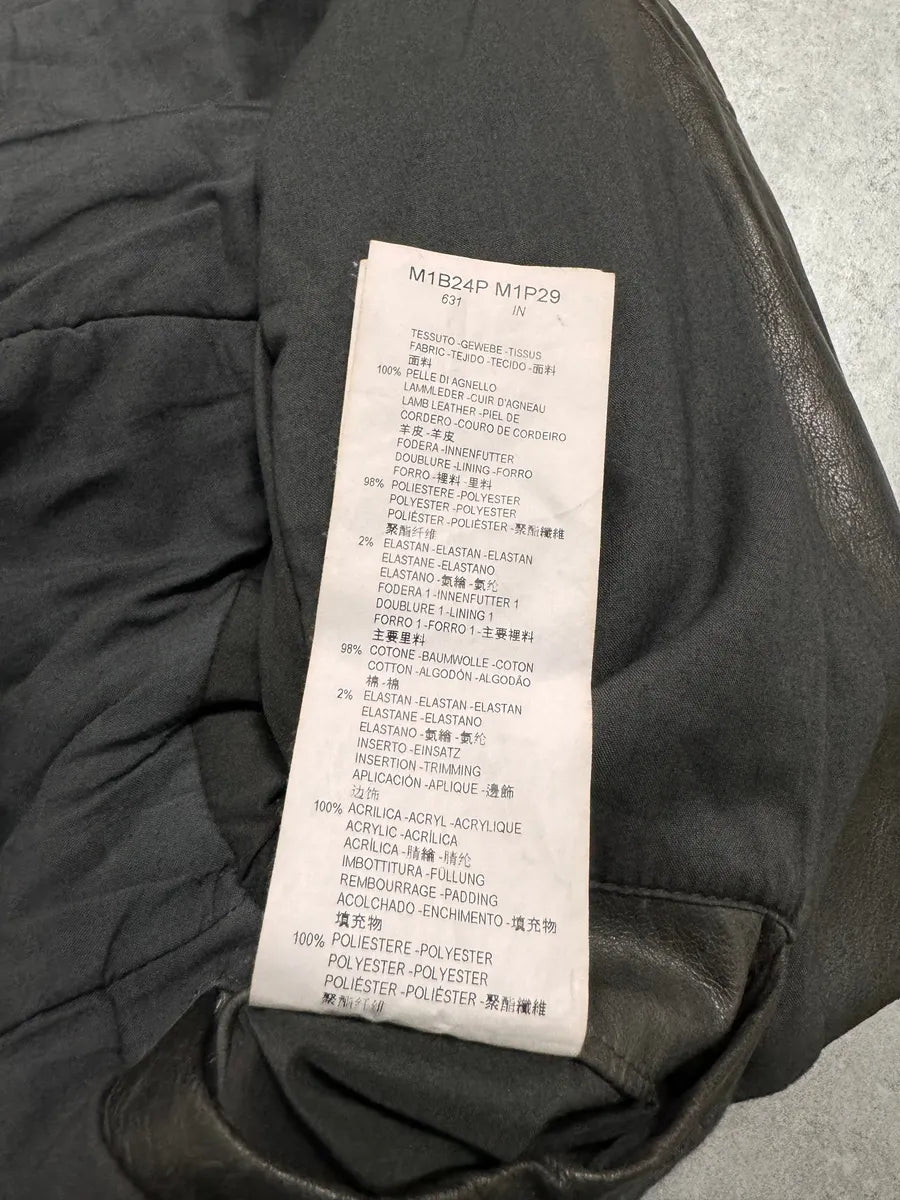 M1B24P M1P29
631 IN
TESSUTO -GEWEBE -TISSUS
FABRIC -TEJIDO -TECIDO -面料
面料
100% PELLE DI AGNELLO
LAMMLEDER -CUIR D'AGNEAU
LAMB LEATHER -PIEL DE
CORDERO -COURO DE CORDEIRO
羊皮 -羊皮
FODERA -INNENFUTTER
DOUBLURE -LINING -FORRO
FORRO -裡料 -里料
98% POLIESTERE -POLYESTER
POLYESTER -POLYESTER
POLIÉSTER -POLIÉSTER -聚酯纖維
聚酯纤维
2% ELASTAN -ELASTAN -ELASTAN
ELASTANE -ELASTANO
ELASTANO -氨綸 -氨纶
FODERA 1 -INNENFUTTER 1
DOUBLURE 1 -LINING 1
FORRO 1 -FORRO 1 -主要裡料
主要里料
98% COTONE -BAUMWOLLE -COTON
COTTON -ALGODÓN -ALGODÃO
棉 -棉
2% ELASTAN -ELASTAN -ELASTAN
ELASTANE -ELASTANO
ELASTANO -氨綸 -氨纶
INSERTO -EINSATZ
INSERTION -TRIMMING
APLICACIÓN -APLIQUE -邊飾
边饰
100% ACRILICA -ACRYL -ACRYLIQUE
ACRYLIC -ACRÍLICA
ACRÍLICA -腈綸 -腈纶
IMBOTTITURA -FÜLLUNG
REMBOURRAGE -PADDING
ACOLCHADO -ENCHIMENTO -填充物
填充物
100% POLIESTERE -POLYESTER
POLYESTER -POLYESTER
POLIÉSTER -POLIÉSTER -聚酯纖維
聚酯纤维